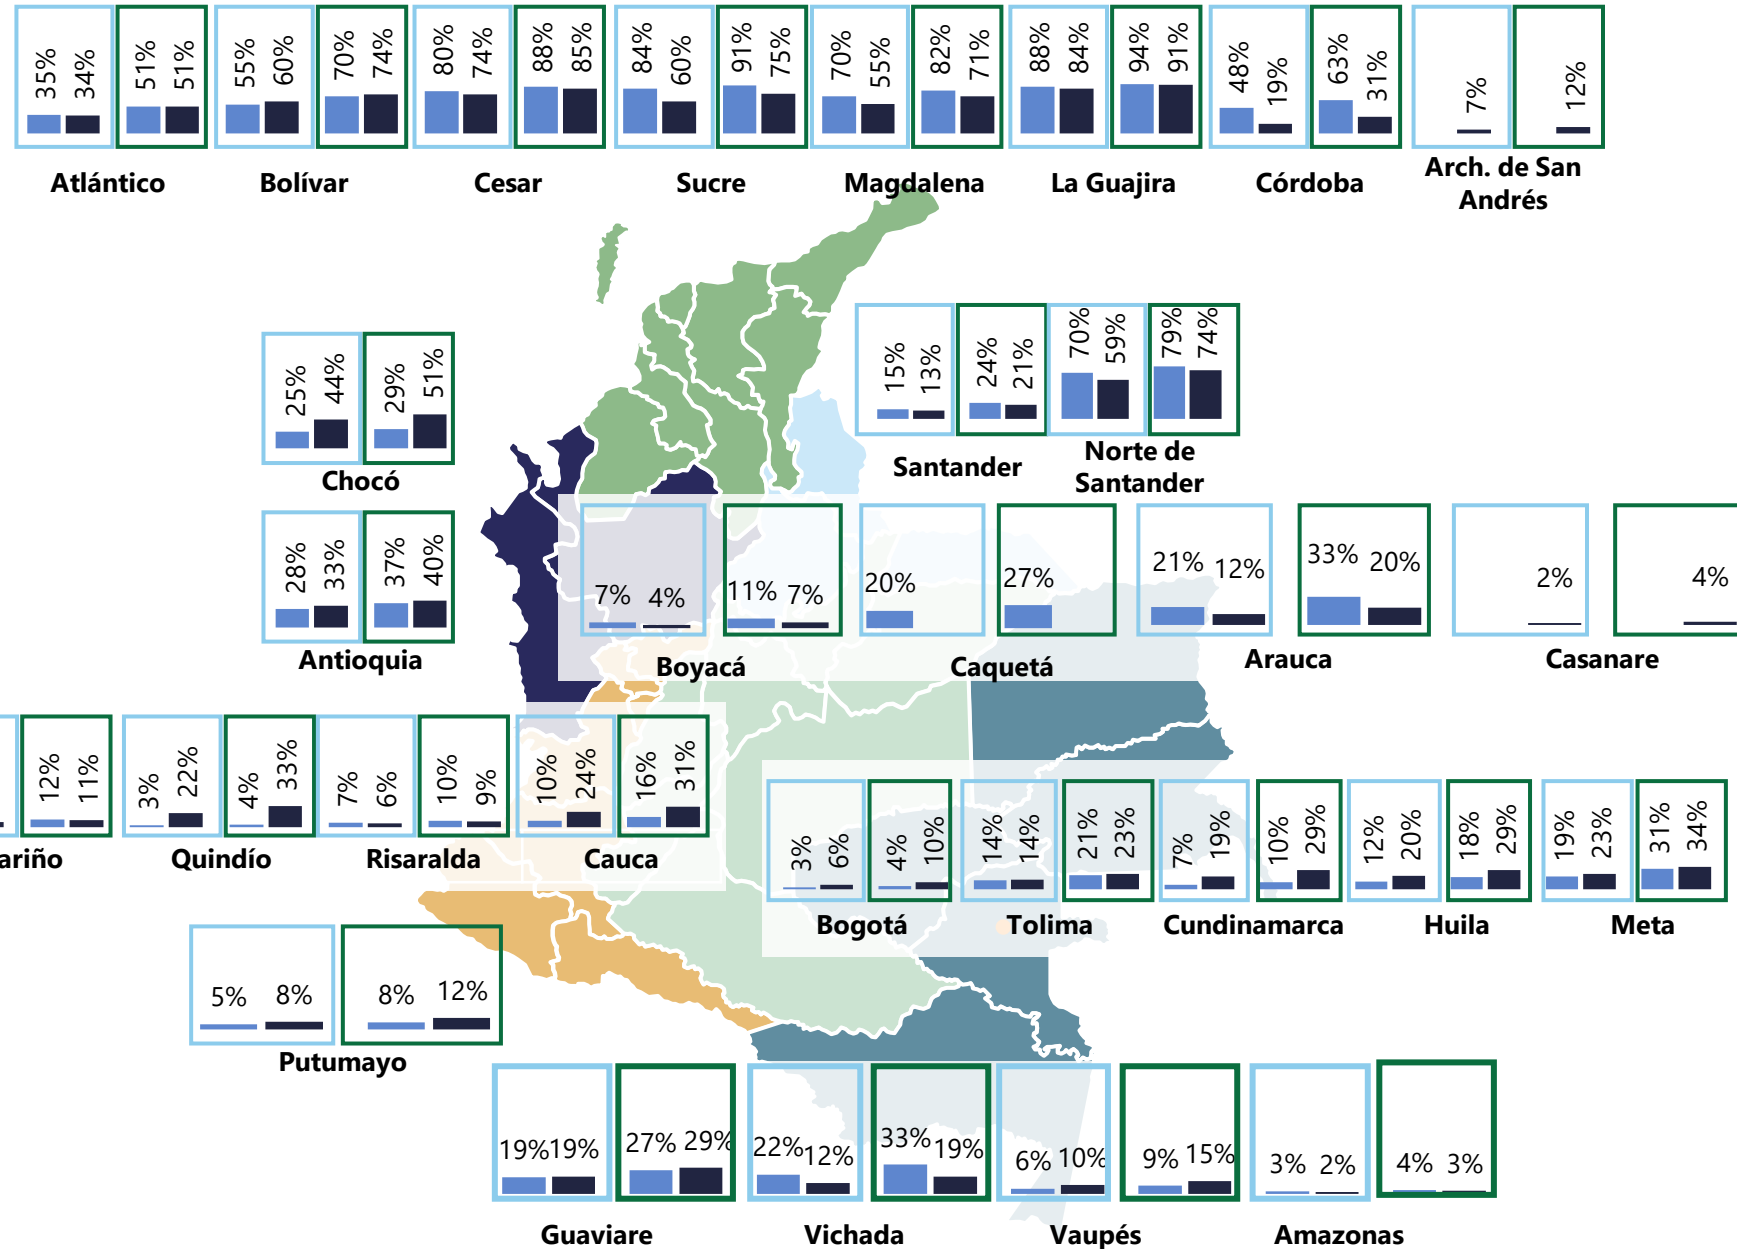 35% 34% 51% 51% 55% 60% 70% 74% 80% 74% 88% 85% 84% 60% 91% 75% 70% 55% 82% 71% 88% 84% 94% 91% 48% 19% 63% 31% 7% 12%
Atlántico Bolívar Cesar Sucre Magdalena La Guajira Córdoba Arch. de San
Andrés
25% 44% 29% 51%
Chocó
15% 13% 24% 21% 70% 59% 79% 74%
Santander Norte de
Santander
28% 33% 37% 40%
Antioquia
7% 4% 11% 7% 20% 27% 21% 12% 33% 20% 2% 4%
Boyacá Caquetá Arauca Casanare
12% 11% 3% 22% 4% 33% 7% 6% 10% 9% 10% 24% 16% 31%
ariño Quindío Risaralda Cauca
3% 6% 4% 10% 14% 14% 21% 23% 7% 19% 10% 29% 12% 20% 18% 29% 19% 23% 31% 34%
Bogotá Tolima Cundinamarca Huila Meta
5% 8% 8% 12%
Putumayo
19% 19% 27% 29% 22% 12% 33% 19% 6% 10% 9% 15% 3% 2% 4% 3%
Guaviare Vichada Vaupés Amazonas